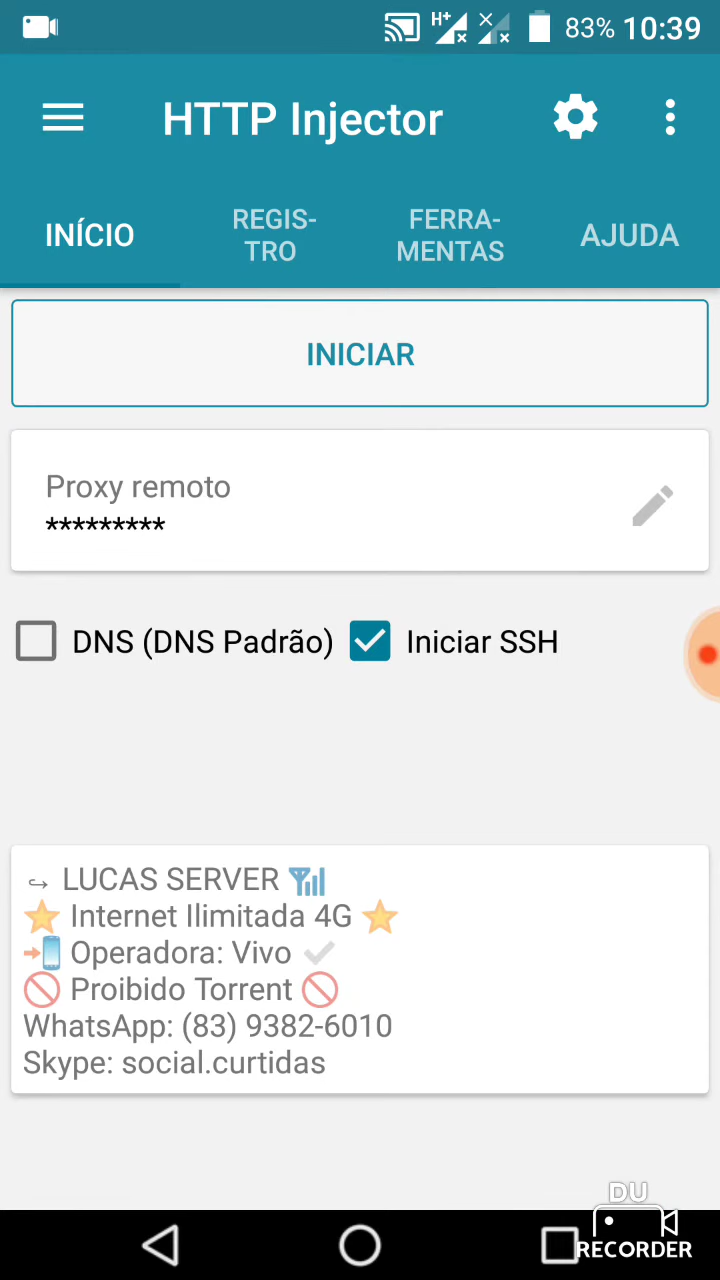 H+ 83% 10:39
HTTP Injector
INÍCIO
REGIS-
TRO
FERRA-
MENTAS
AJUDA
INICIAR
Proxy remoto
*********
DNS (DNS Padrão)
Iniciar SSH
↪ LUCAS SERVER 📶
⭐ Internet Ilimitada 4G ⭐
📲 Operadora: Vivo ✔
🚫 Proibido Torrent 🚫
WhatsApp: (83) 9382-6010
Skype: social.curtidas
DU
RECORDER